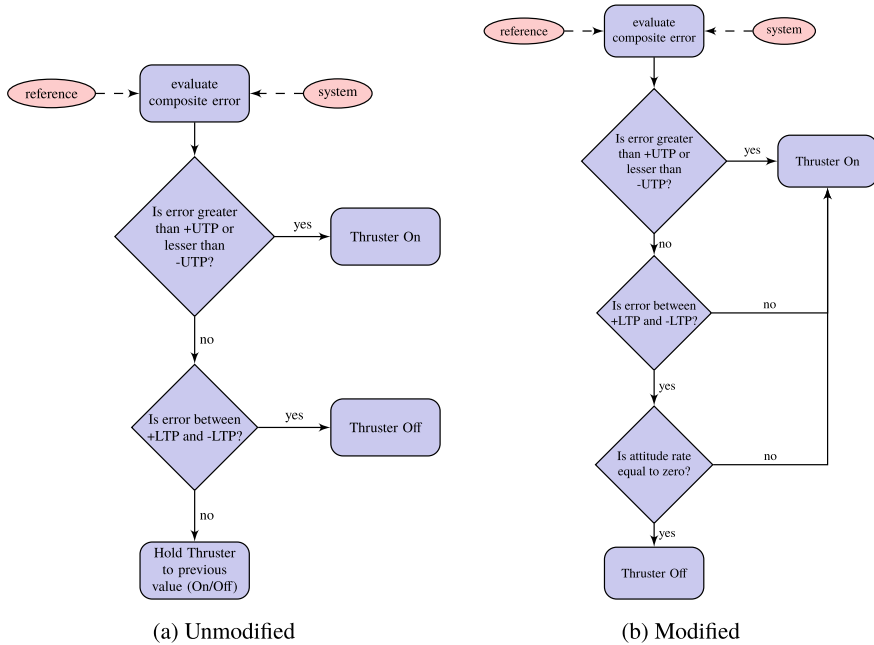 reference
evaluate
composite error
system
Is error greater
than +UTP or
lesser than
-UTP?
yes
Thruster On
no
Is error between
+LTP and -LTP?
yes
Thruster Off
no
Hold Thruster
to previous
value (On/Off)
(a) Unmodified
reference
evaluate
composite error
system
Is error greater
than +UTP or
lesser than
-UTP?
yes
Thruster On
no
Is error between
+LTP and -LTP?
no
yes
Is attitude rate
equal to zero?
no
yes
Thruster Off
(b) Modified